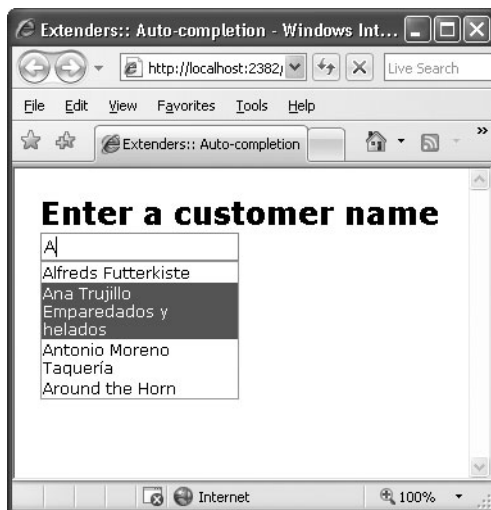 Extenders:: Auto-completion - Windows Int...
http://localhost:2382/
Live Search
File Edit View Favorites Tools Help
Extenders:: Auto-completion
»
Enter a customer name
A
Alfreds Futterkiste
Ana Trujillo
Emparedados y
helados
Antonio Moreno
Taquería
Around the Horn
Internet
100%